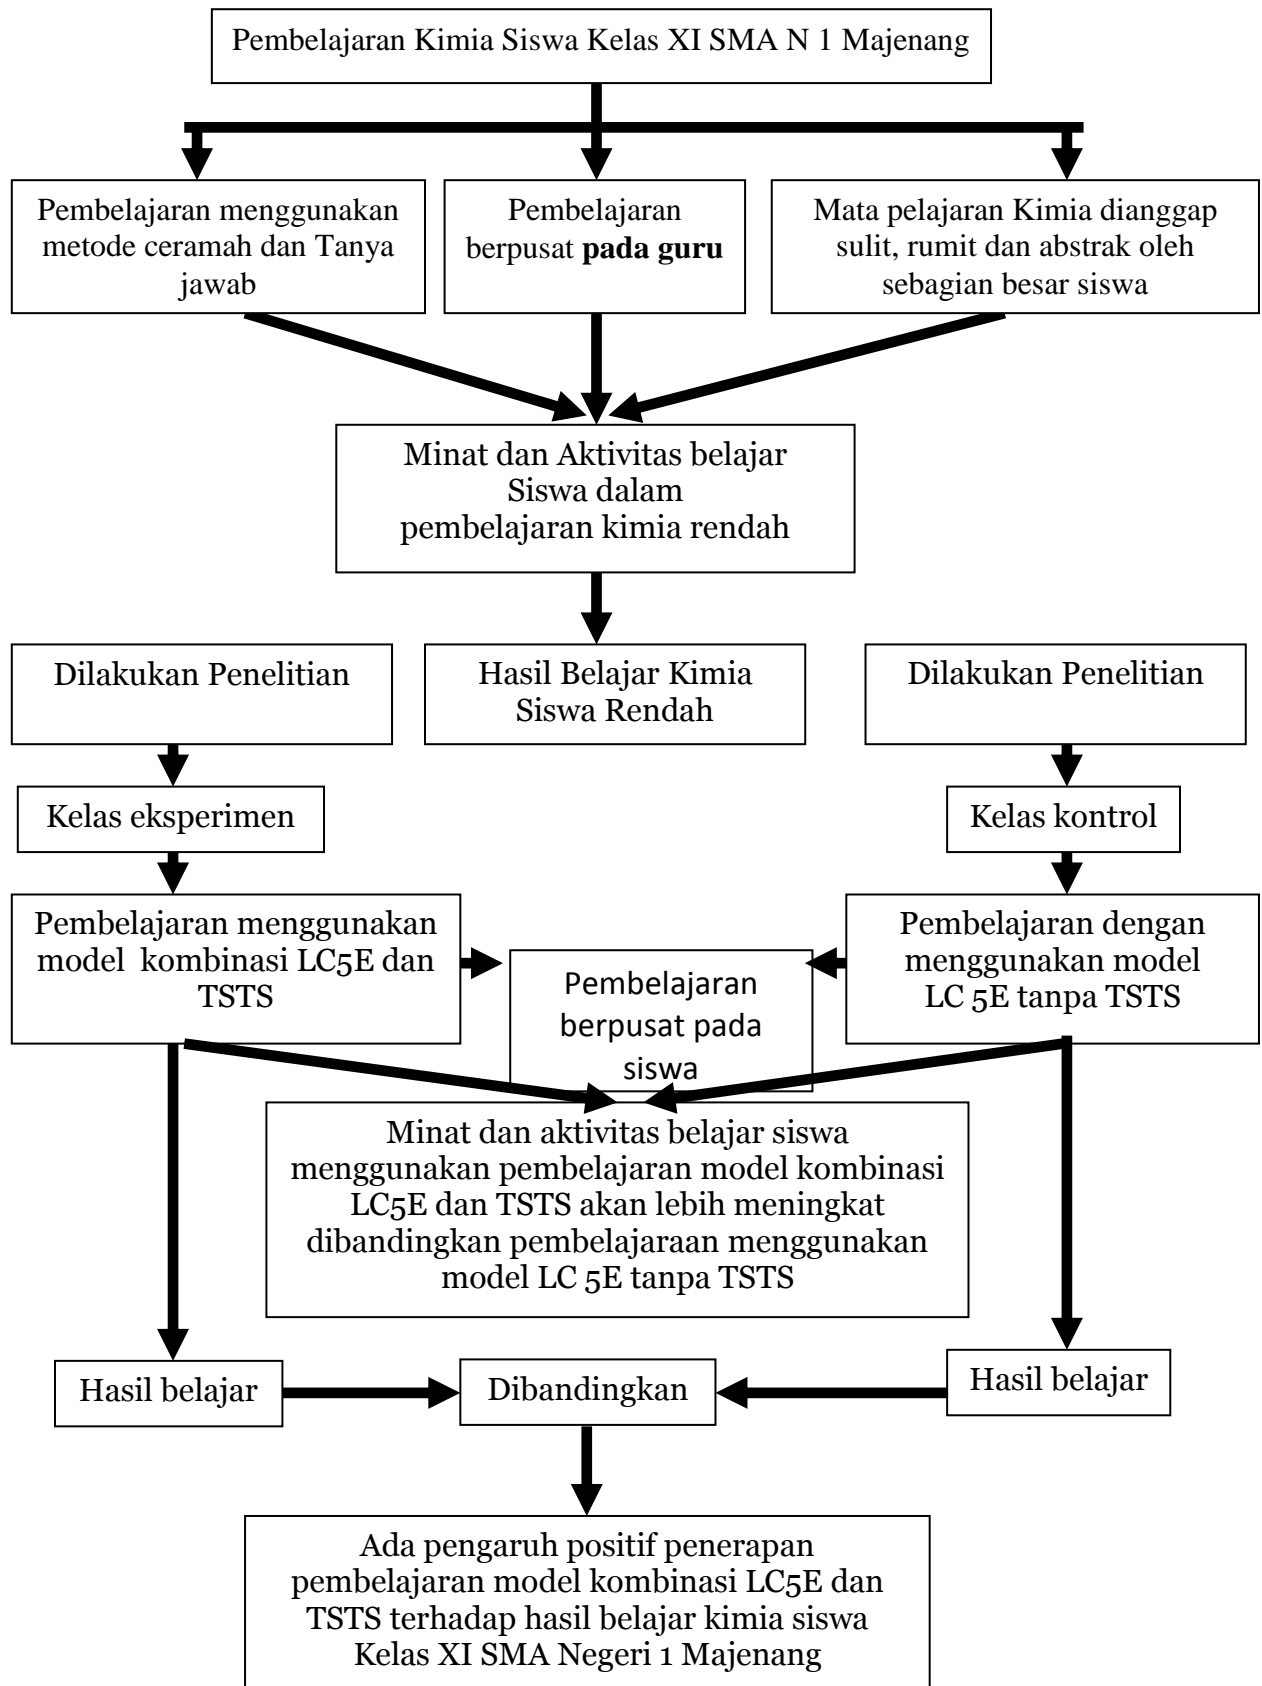 Pembelajaran Kimia Siswa Kelas XI SMA N 1 Majenang
Pembelajaran menggunakan
metode ceramah dan Tanya
jawab
Pembelajaran
berpusat pada guru
Mata pelajaran Kimia dianggap
sulit, rumit dan abstrak oleh
sebagian besar siswa
Minat dan Aktivitas belajar
Siswa dalam
pembelajaran kimia rendah
Dilakukan Penelitian
Hasil Belajar Kimia
Siswa Rendah
Dilakukan Penelitian
Kelas eksperimen
Kelas kontrol
Pembelajaran menggunakan
model kombinasi LC5E dan
TSTS
Pembelajaran
berpusat pada
siswa
Pembelajaran dengan
menggunakan model
LC 5E tanpa TSTS
Minat dan aktivitas belajar siswa
menggunakan pembelajaran model kombinasi
LC5E dan TSTS akan lebih meningkat
dibandingkan pembelajaraan menggunakan
model LC 5E tanpa TSTS
Hasil belajar
Dibandingkan
Hasil belajar
Ada pengaruh positif penerapan
pembelajaran model kombinasi LC5E dan
TSTS terhadap hasil belajar kimia siswa
Kelas XI SMA Negeri 1 Majenang